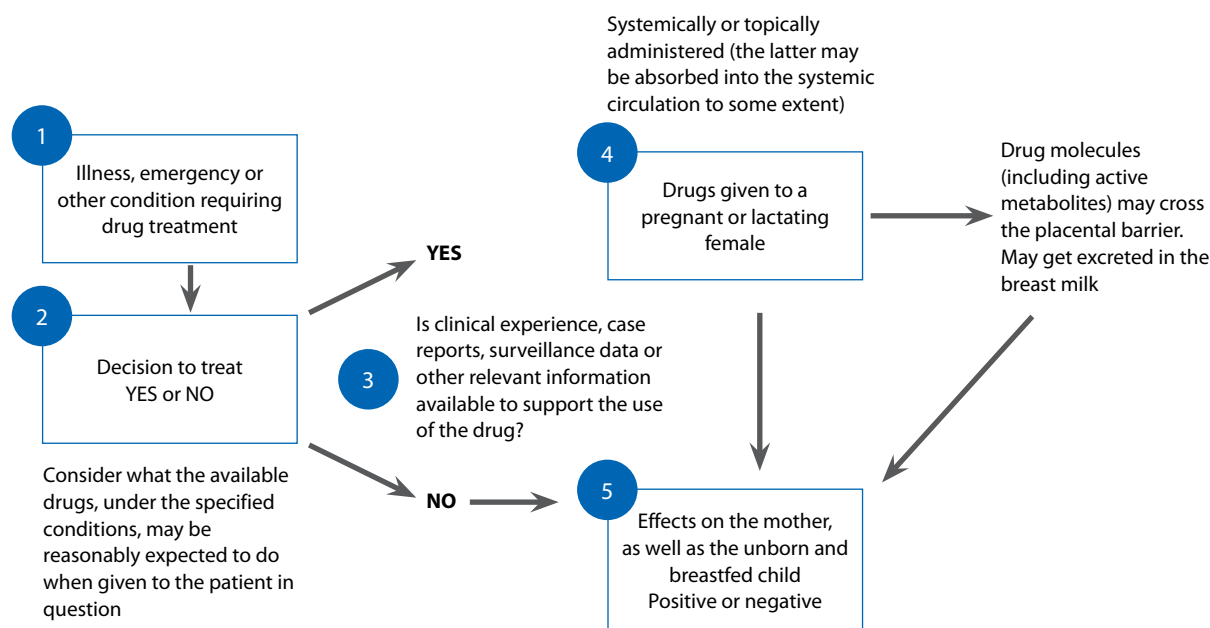 1
Illness, emergency or
other condition requiring
drug treatment
2
Decision to treat
YES or NO
Consider what the available
drugs, under the specified
conditions, may be
reasonably expected to do
when given to the patient in
question
YES
3
Is clinical experience, case
reports, surveillance data or
other relevant information
available to support the use
of the drug?
NO
Systemically or topically
administered (the latter may
be absorbed into the systemic
circulation to some extent)
4
Drugs given to a
pregnant or lactating
female
Drug molecules
(including active
metabolites) may cross
the placental barrier.
May get excreted in the
breast milk
5
Effects on the mother,
as well as the unborn and
breastfed child
Positive or negative